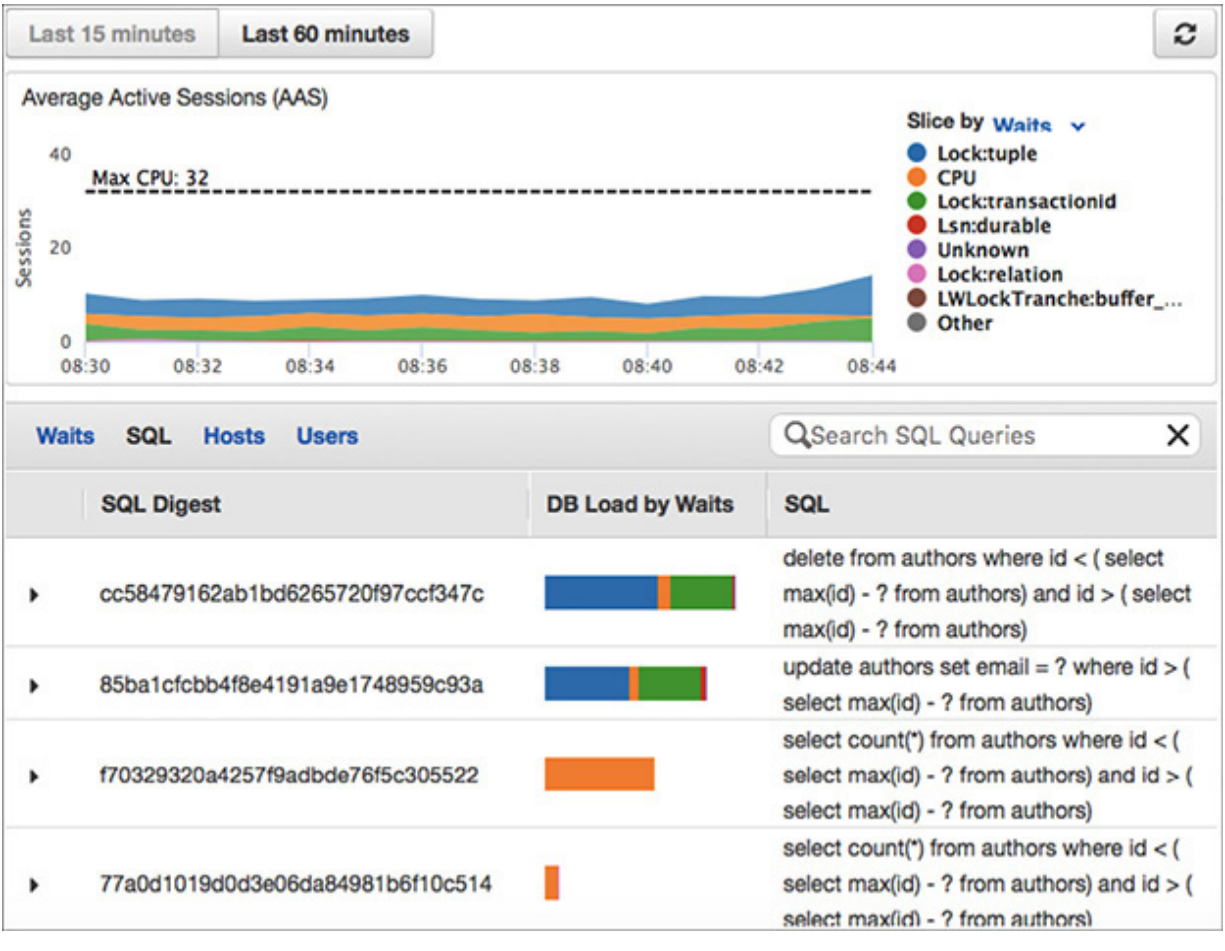 Last 15 minutes
Last 60 minutes
Average Active Sessions (AAS)
Slice by Waits
Lock:tuple
CPU
Lock:transactionid
Lsn:durable
Unknown
Lock:relation
LWLockTranche:buffer_...
Other
Sessions
40
Max CPU: 32
20
0
08:30 08:32 08:34 08:36 08:38 08:40 08:42 08:44
Waits SQL Hosts Users
Search SQL Queries
SQL Digest DB Load by Waits SQL
cc58479162ab1bd6265720f97ccf347c
delete from authors where id < ( select
max(id) - ? from authors) and id > ( select
max(id) - ? from authors)
85ba1cfcbb4f8e4191a9e1748959c93a
update authors set email = ? where id > (
select max(id) - ? from authors)
f70329320a4257f9adbde76f5c305522
select count(*) from authors where id < (
select max(id) - ? from authors) and id > (
select max(id) - ? from authors)
77a0d1019d0d3e06da84981b6f10c514
select count(*) from authors where id < (
select max(id) - ? from authors) and id > (
select max(id) - ? from authors)